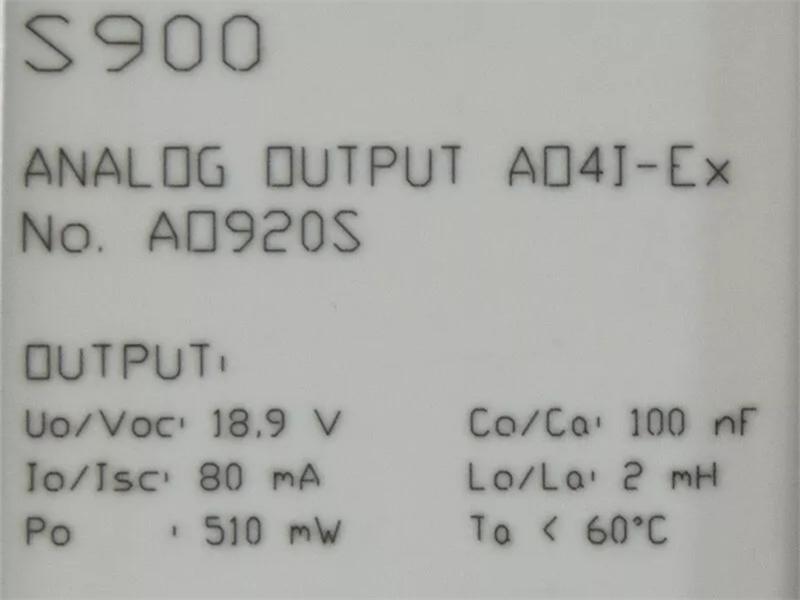 S900
ANALOG OUTPUT AO4I-Ex
No. AO920S
OUTPUT:
Uo/Voc: 18.9 V
Co/Ca: 100 nF
Io/Isc: 80 mA
Lo/La: 2 mH
Po : 510 mW
Ta < 60°C